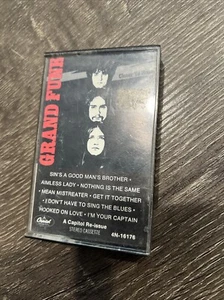 GRAND FUNK
SIN'S A GOOD MAN'S BROTHER •
AIMLESS LADY • NOTHING IS THE SAME
• MEAN MISTREATER • GET IT TOGETHER
• I DON'T HAVE TO SING THE BLUES •
HOOKED ON LOVE • I'M YOUR CAPTAIN
Capitol
A Capitol Re-issue
STEREO CASSETTE
4N-16176